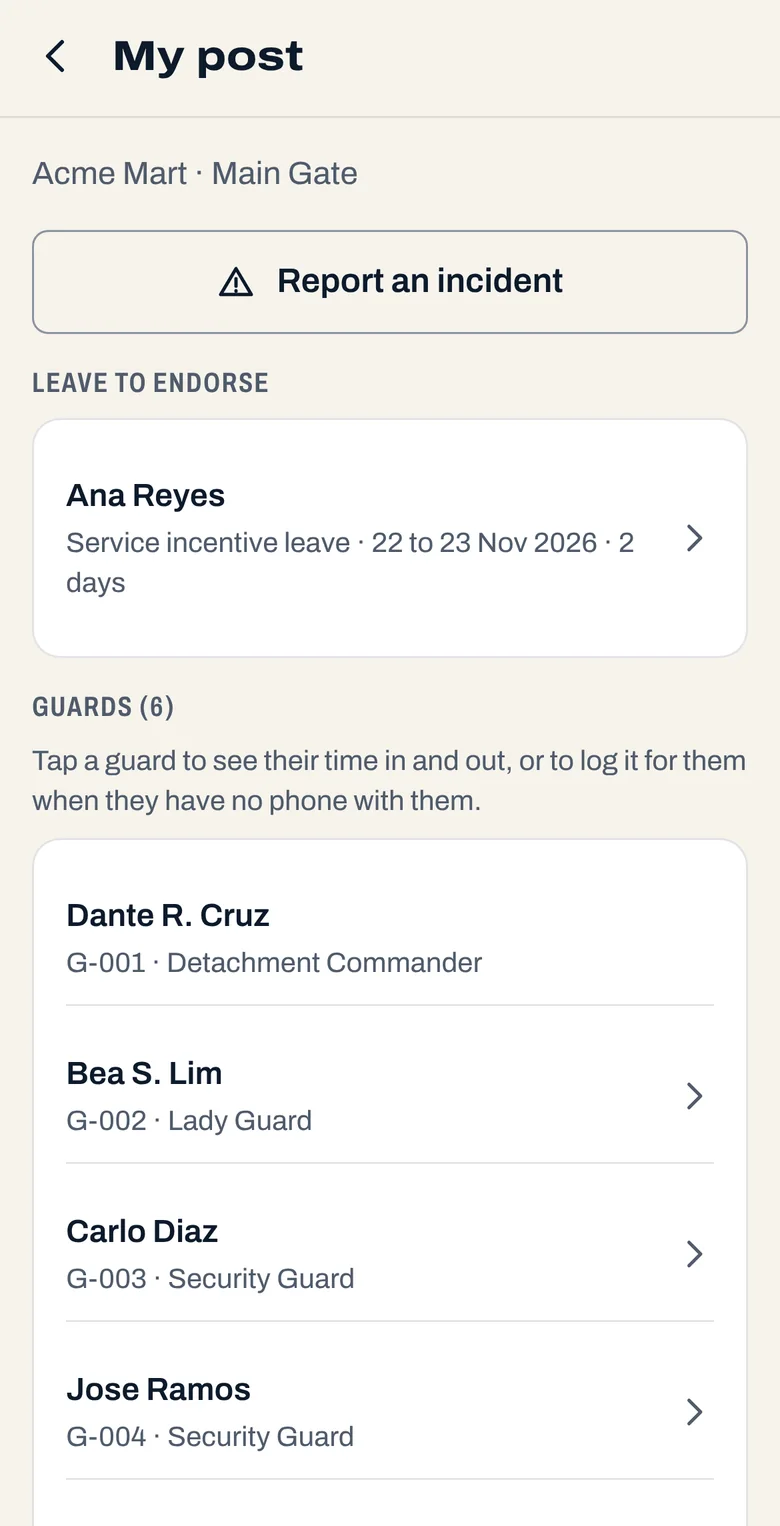 My post
Acme Mart · Main Gate
Report an incident
LEAVE TO ENDORSE
Ana Reyes
Service incentive leave · 22 to 23 Nov 2026 · 2
days
GUARDS (6)
Tap a guard to see their time in and out, or to log it for them
when they have no phone with them.
Dante R. Cruz
G-001 · Detachment Commander
Bea S. Lim
G-002 · Lady Guard
Carlo Diaz
G-003 · Security Guard
Jose Ramos
G-004 · Security Guard